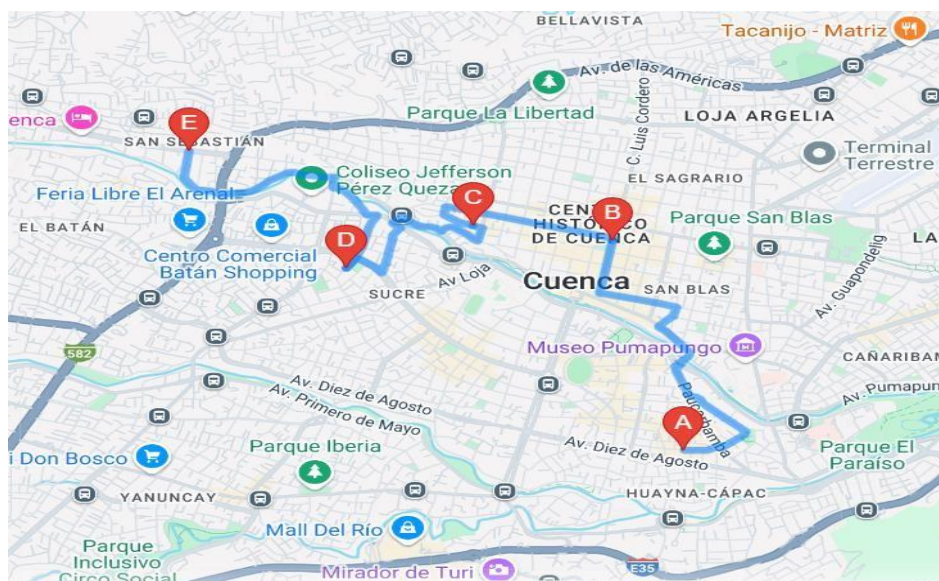 BELLAVISTA
Tacanijo - Matriz
Av. de las Américas
Parque La Libertad
C. Luis Cordero
LOJA ARGELIA
enca
E
SAN SEBASTIÁN
Terminal
Terrestre
Coliseo Jefferson
Pérez Queza
EL SAGRARIO
Feria Libre El Arenal
C
CENT
HISTÓRICO
DE CUENCA
B
Parque San Blas
EL BATÁN
D
Centro Comercial
Batán Shopping
Av Loja
Cuenca
LA
Av. Guapondelig
SUCRE
SAN BLAS
582
Museo Pumapungo
CAÑARIBAM
Av. Diez de Agosto
Av. Primero de Mayo
Paucarbamba
Av. Pumapun
A
Parque Iberia
Av. Diez de Agosto
i Don Bosco
Parque El
Paraíso
YANUNCAY
HUAYNA-CÁPAC
Mall Del Río
Parque
Inclusivo
Circo Social
E35
Mirador de Turi